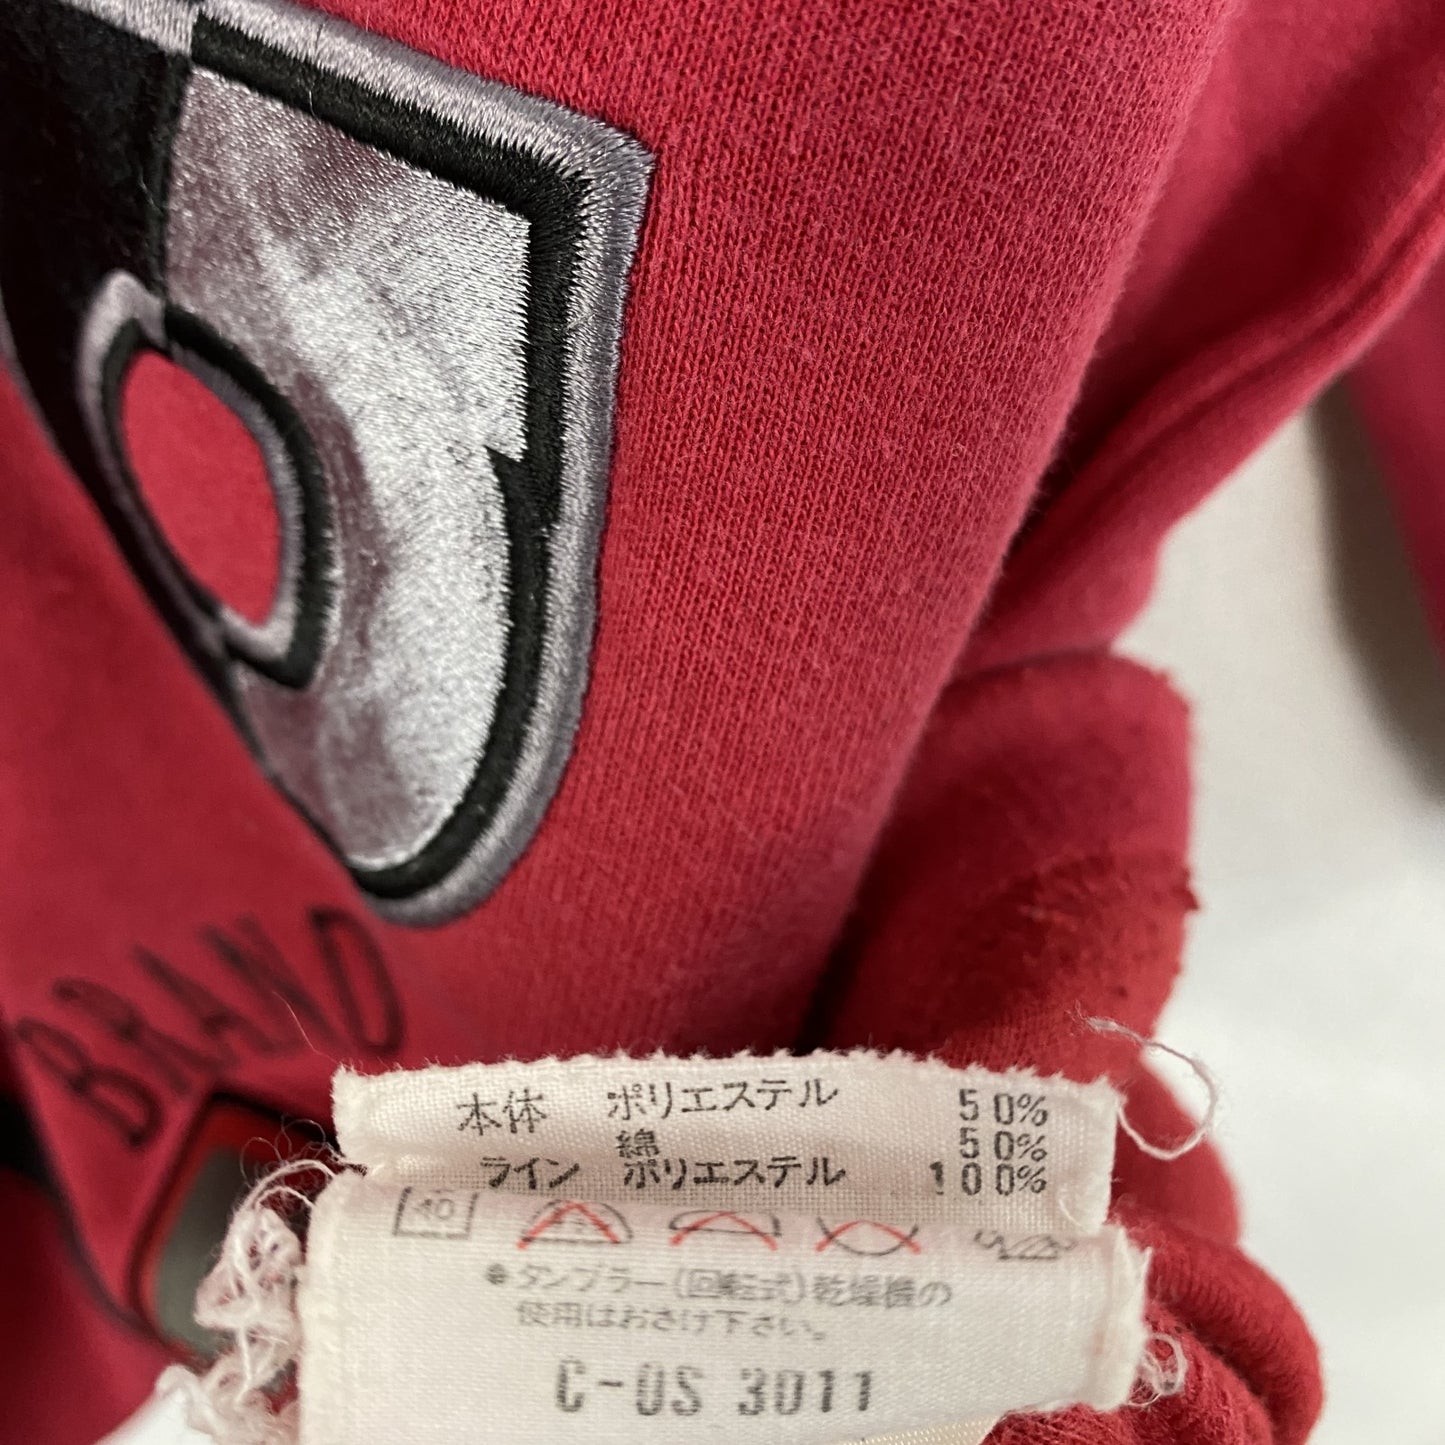 BRAND
本体 ポリエステル 50%
綿 50%
ライン ポリエステル 100%
40
●タンブラー(回転式)乾燥機の
使用はおさけ下さい。
C-OS 3011